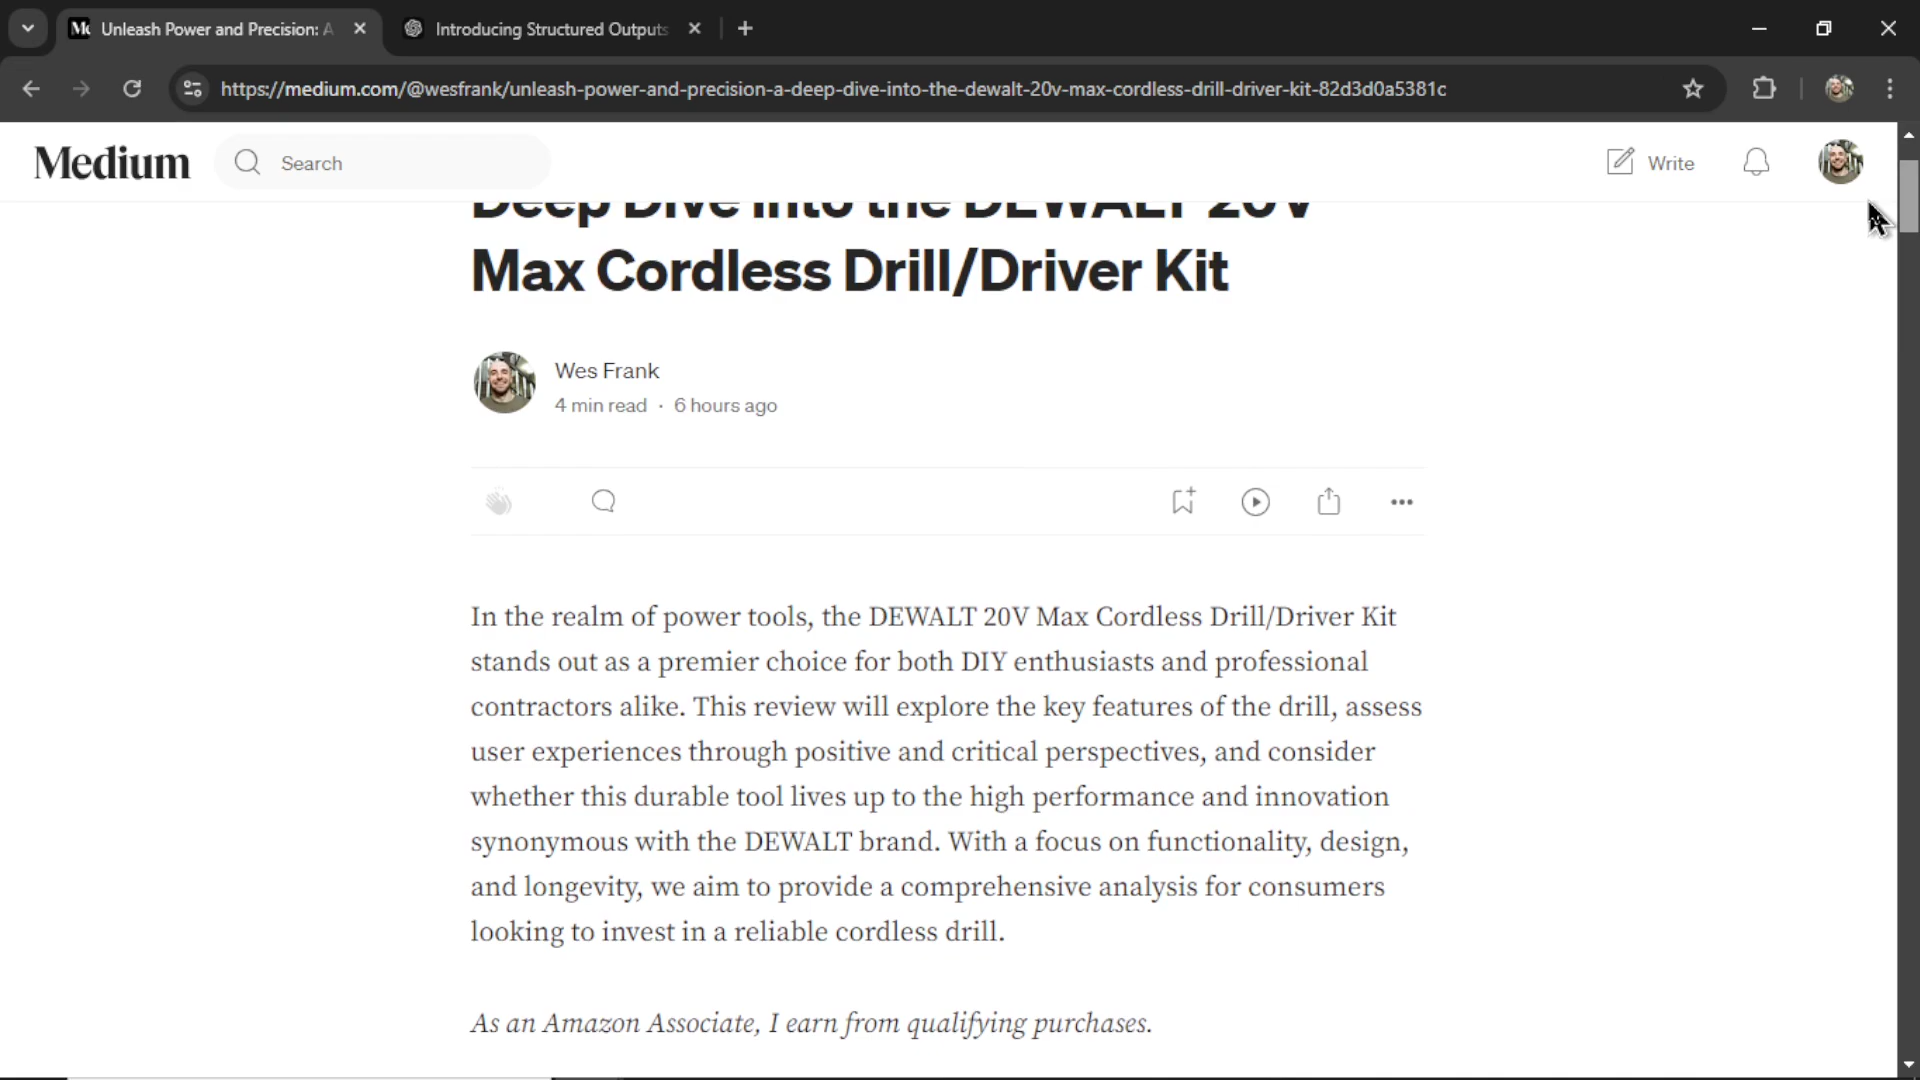 Unleash Power and Precision: A
Introducing Structured Outputs
https://medium.com/@wesfrank/unleash-power-and-precision-a-deep-dive-into-the-dewalt-20v-max-cordless-drill-driver-kit-82d3d0a5381c
Medium
Search
Write
Deep Dive into the DEWALT 20V
Max Cordless Drill/Driver Kit
Wes Frank
4 min read · 6 hours ago
In the realm of power tools, the DEWALT 20V Max Cordless Drill/Driver Kit
stands out as a premier choice for both DIY enthusiasts and professional
contractors alike. This review will explore the key features of the drill, assess
user experiences through positive and critical perspectives, and consider
whether this durable tool lives up to the high performance and innovation
synonymous with the DEWALT brand. With a focus on functionality, design,
and longevity, we aim to provide a comprehensive analysis for consumers
looking to invest in a reliable cordless drill.
As an Amazon Associate, I earn from qualifying purchases.